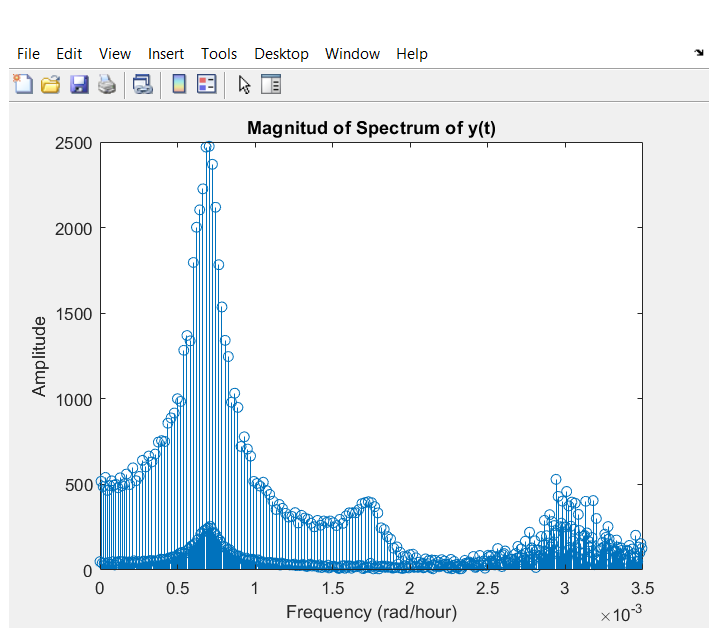 File Edit View Insert Tools Desktop Window Help
Magnitud of Spectrum of y(t)
2500
2000
1500
1000
500
0
Amplitude
0 0.5 1 1.5 2 2.5 3 3.5
Frequency (rad/hour)
×10⁻³